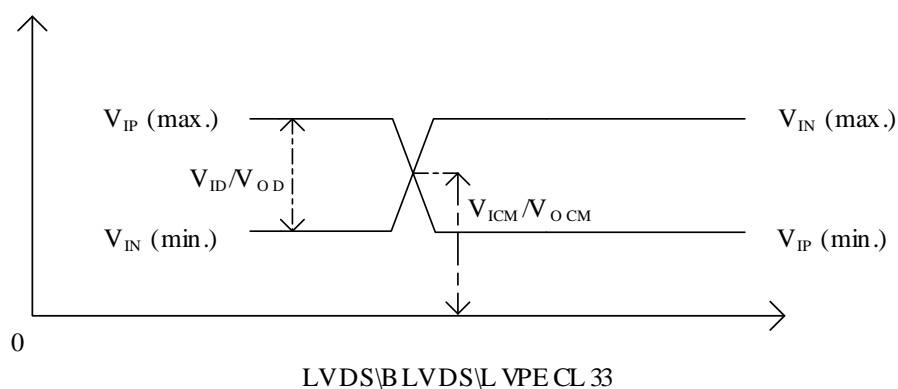 V_IP (max.)
V_IN (max.)
V_ID/V_OD
V_ICM/V_OCM
V_IN (min.)
V_IP (min.)
0
LVDS\BLVDS\LVPECL33